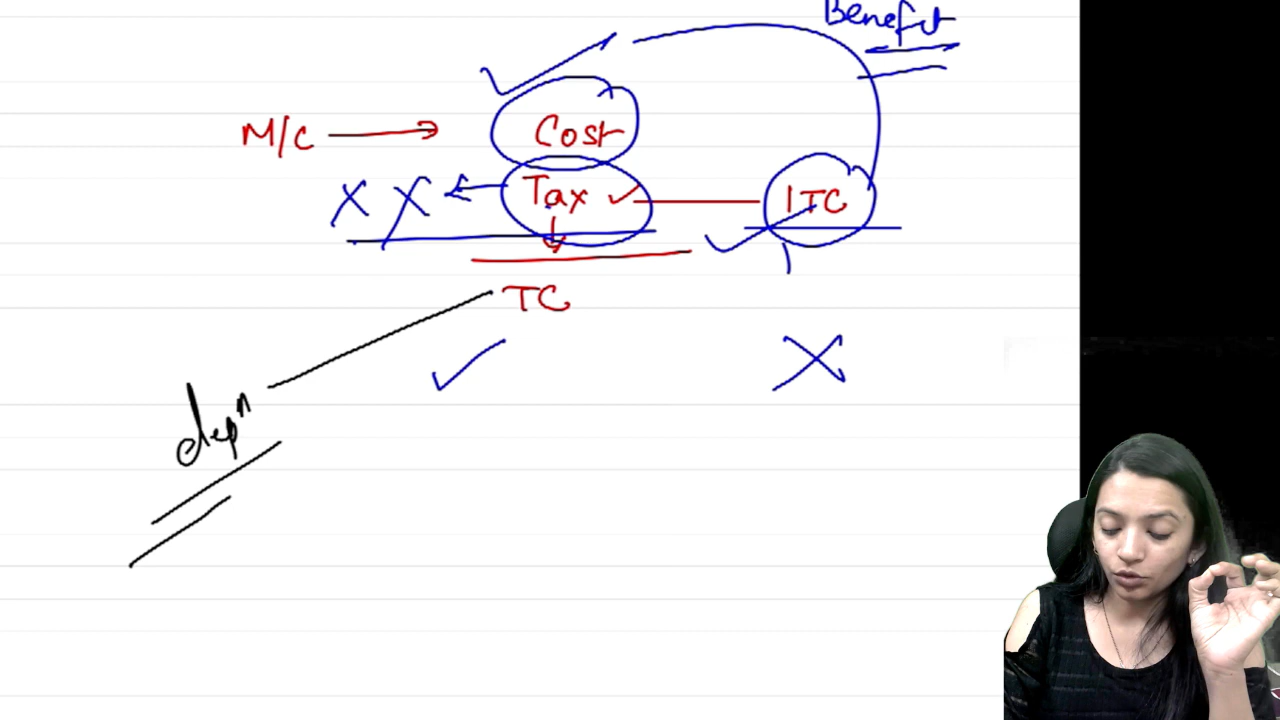 Benefit
M/C → Cost
X X ← Tax ✓ ITC
TC
✓ X
depn